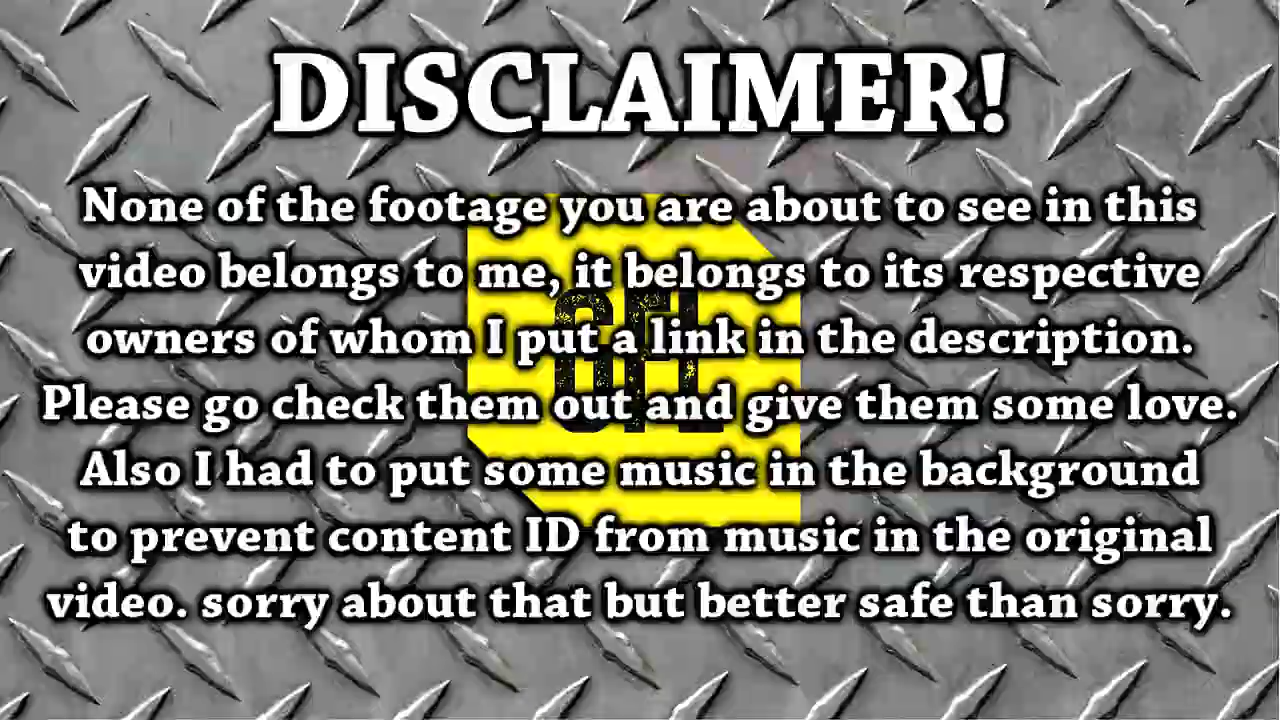 DISCLAIMER!
None of the footage you are about to see in this
video belongs to me, it belongs to its respective
owners of whom I put a link in the description.
Please go check them out and give them some love.
Also I had to put some music in the background
to prevent content ID from music in the original
video. sorry about that but better safe than sorry.